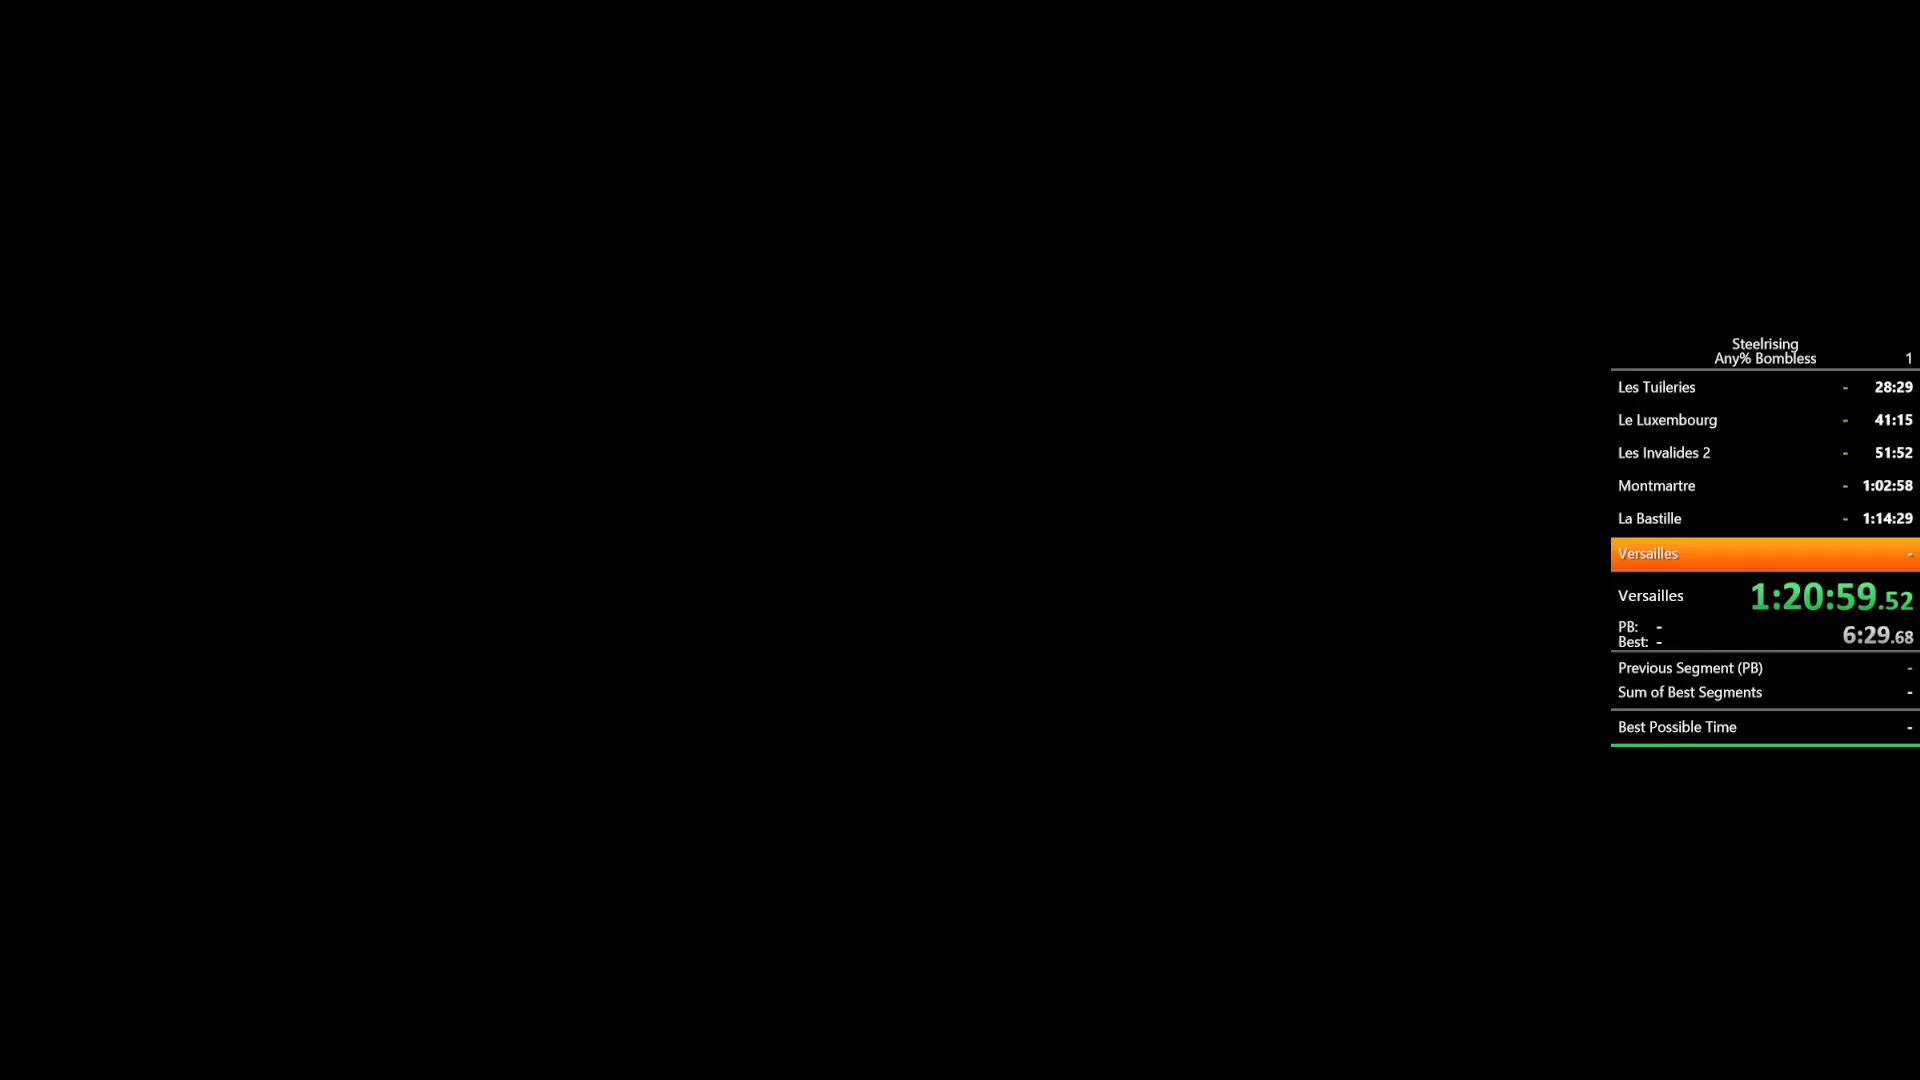 Steelrising
Any% Bombless 1
Les Tuileries - 28:29
Le Luxembourg - 41:15
Les Invalides 2 - 51:52
Montmartre - 1:02:58
La Bastille - 1:14:29
Versailles -
Versailles 1:20:59.52
PB: - 6:29.68
Best: -
Previous Segment (PB) -
Sum of Best Segments -
Best Possible Time -